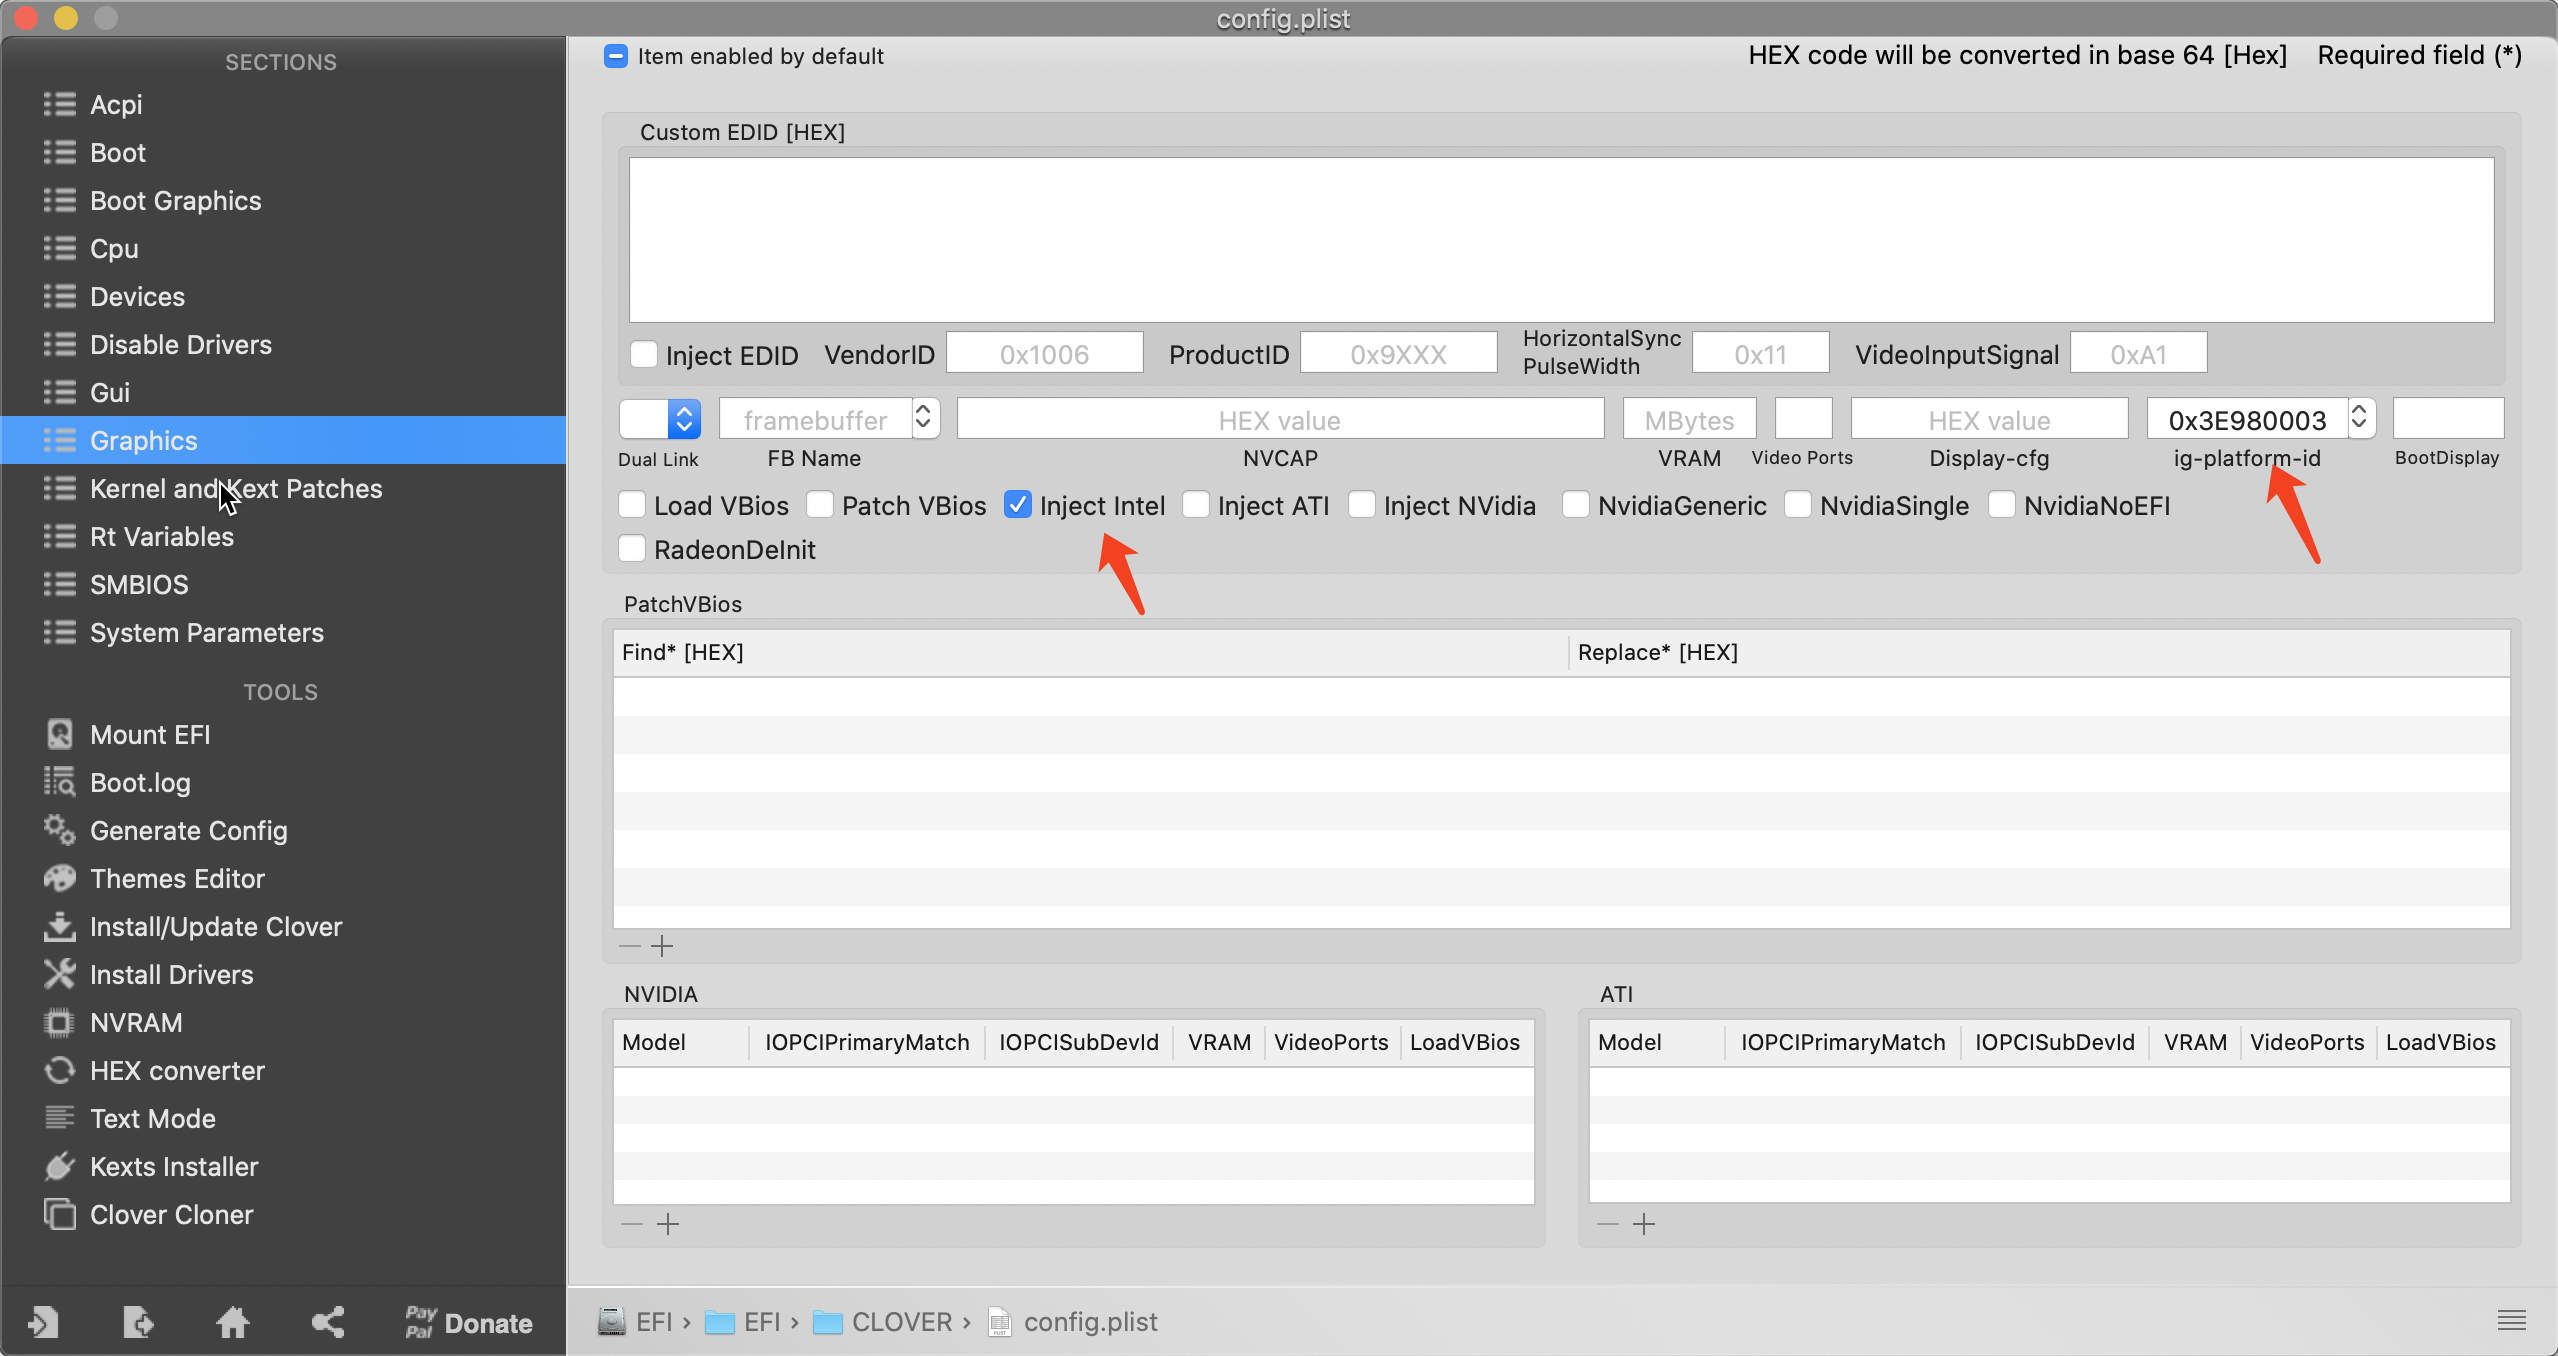 config.plist
SECTIONS
Acpi
Boot
Boot Graphics
Cpu
Devices
Disable Drivers
Gui
Graphics
Kernel and Kext Patches
Rt Variables
SMBIOS
System Parameters
TOOLS
Mount EFI
Boot.log
Generate Config
Themes Editor
Install/Update Clover
Install Drivers
NVRAM
HEX converter
Text Mode
Kexts Installer
Clover Cloner
Pay
Pal Donate
Item enabled by default
HEX code will be converted in base 64 [Hex] Required field (*)
Custom EDID [HEX]
Inject EDID VendorID 0x1006 ProductID 0x9XXX HorizontalSync PulseWidth 0x11 VideoInputSignal 0xA1
framebuffer HEX value MBytes HEX value 0x3E980003
Dual Link FB Name NVCAP VRAM Video Ports Display-cfg ig-platform-id BootDisplay
Load VBios Patch VBios Inject Intel Inject ATI Inject NVidia NvidiaGeneric NvidiaSingle NvidiaNoEFI
RadeonDeInit
PatchVBios
Find* [HEX] Replace* [HEX]
NVIDIA
Model IOPCIPrimaryMatch IOPCISubDevId VRAM VideoPorts LoadVBios
ATI
Model IOPCIPrimaryMatch IOPCISubDevId VRAM VideoPorts LoadVBios
EFI › EFI › CLOVER › config.plist